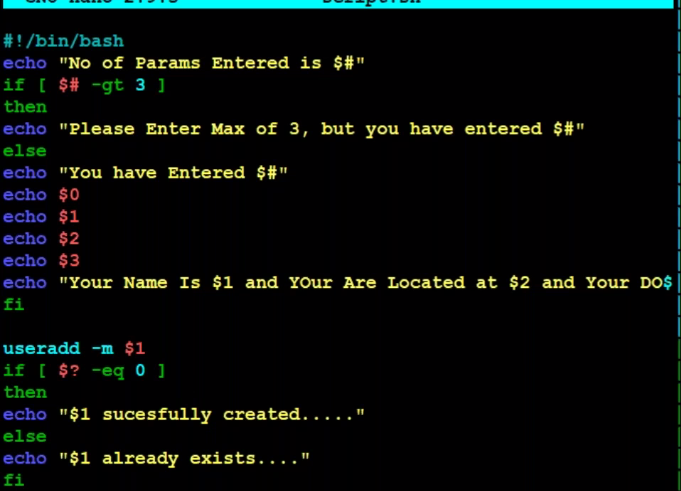 #!/bin/bash
echo "No of Params Entered is $#"
if [ $# -gt 3 ]
then
echo "Please Enter Max of 3, but you have entered $#"
else
echo "You have Entered $#"
echo $0
echo $1
echo $2
echo $3
echo "Your Name Is $1 and YOur Are Located at $2 and Your DO$
fi
useradd -m $1
if [ $? -eq 0 ]
then
echo "$1 sucesfully created....."
else
echo "$1 already exists...."
fi